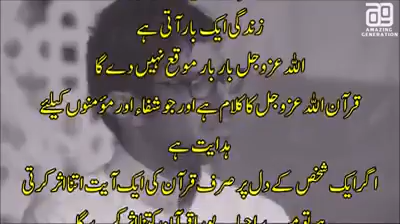 AMAZING
GENERATION
زندگی ایک بار آتی ہے
اللہ عزوجل بار بار موقع نہیں دے گا
قرآن اللہ عزوجل کا کلام ہے اور جو شفاء اور مؤمنوں کیلئے
ہدایت ہے
اگر ایک شخص کے دل پر صرف قرآن کی ایک آیت اتنا اثر کرتی